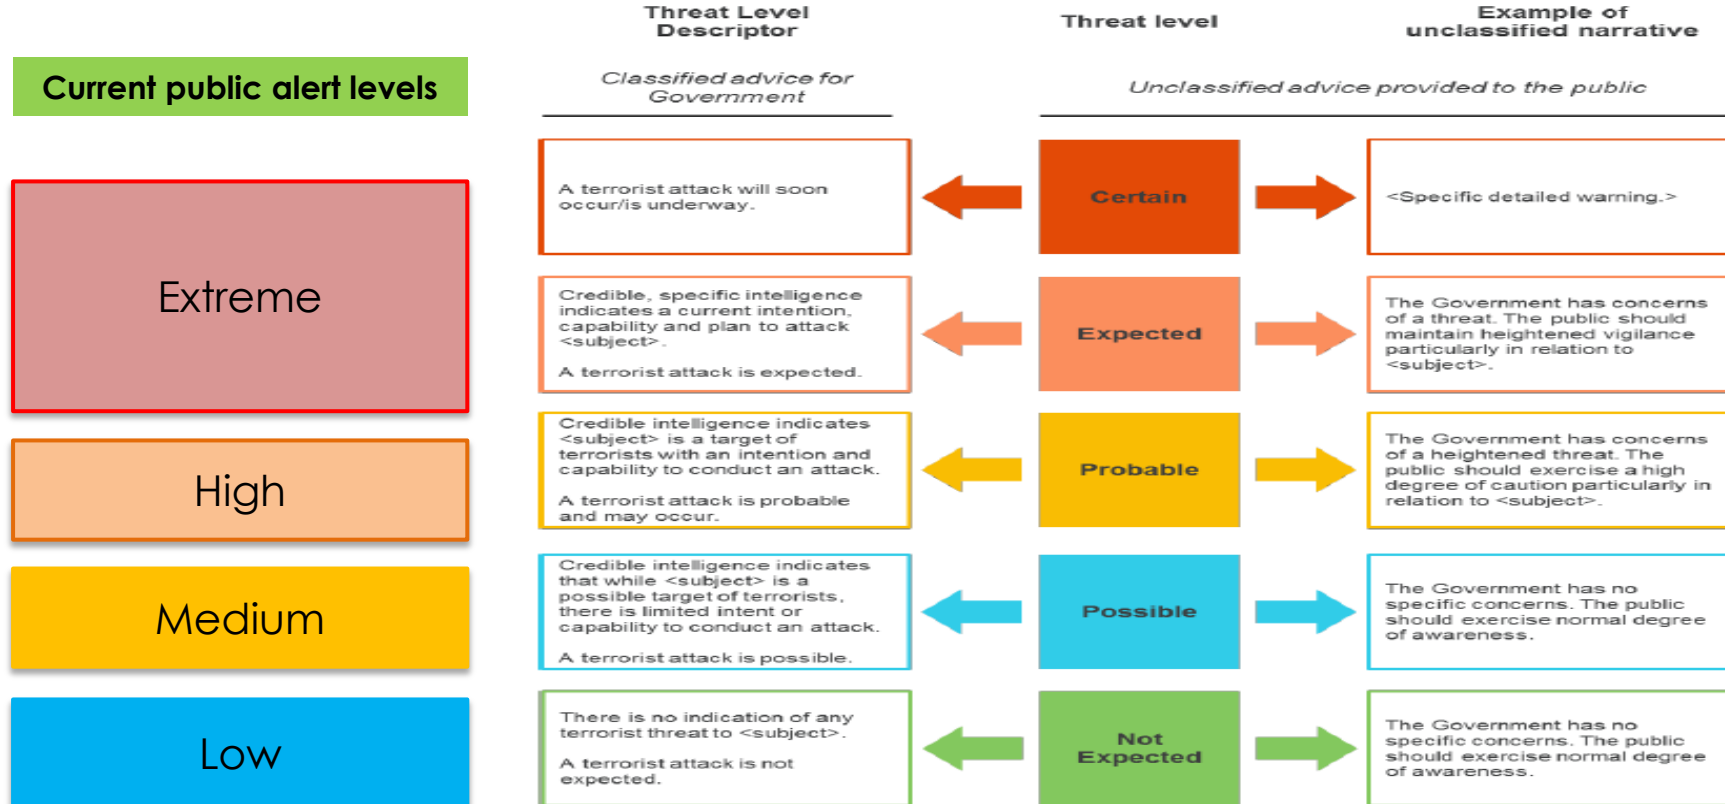 Threat Level
Descriptor
Threat level
Example of
unclassified narrative
Current public alert levels
Classified advice for
Government
Unclassified advice provided to the public
Extreme
A terrorist attack will soon
occur/is underway.
Certain
<Specific detailed warning.>
Credible, specific intelligence
indicates a current intention,
capability and plan to attack
<subject>.
A terrorist attack is expected.
Expected
The Government has concerns
of a threat. The public should
maintain heightened vigilance
particularly in relation to
<subject>.
High
Credible intelligence indicates
<subject> is a target of
terrorists with an intention and
capability to conduct an attack.
A terrorist attack is probable
and may occur.
Probable
The Government has concerns
of a heightened threat. The
public should exercise a high
degree of caution particularly in
relation to <subject>.
Medium
Credible intelligence indicates
that while <subject> is a
possible target of terrorists,
there is limited intent or
capability to conduct an attack.
A terrorist attack is possible.
Possible
The Government has no
specific concerns. The public
should exercise normal degree
of awareness.
Low
There is no indication of any
terrorist threat to <subject>.
A terrorist attack is not
expected.
Not
Expected
The Government has no
specific concerns. The public
should exercise normal degree
of awareness.